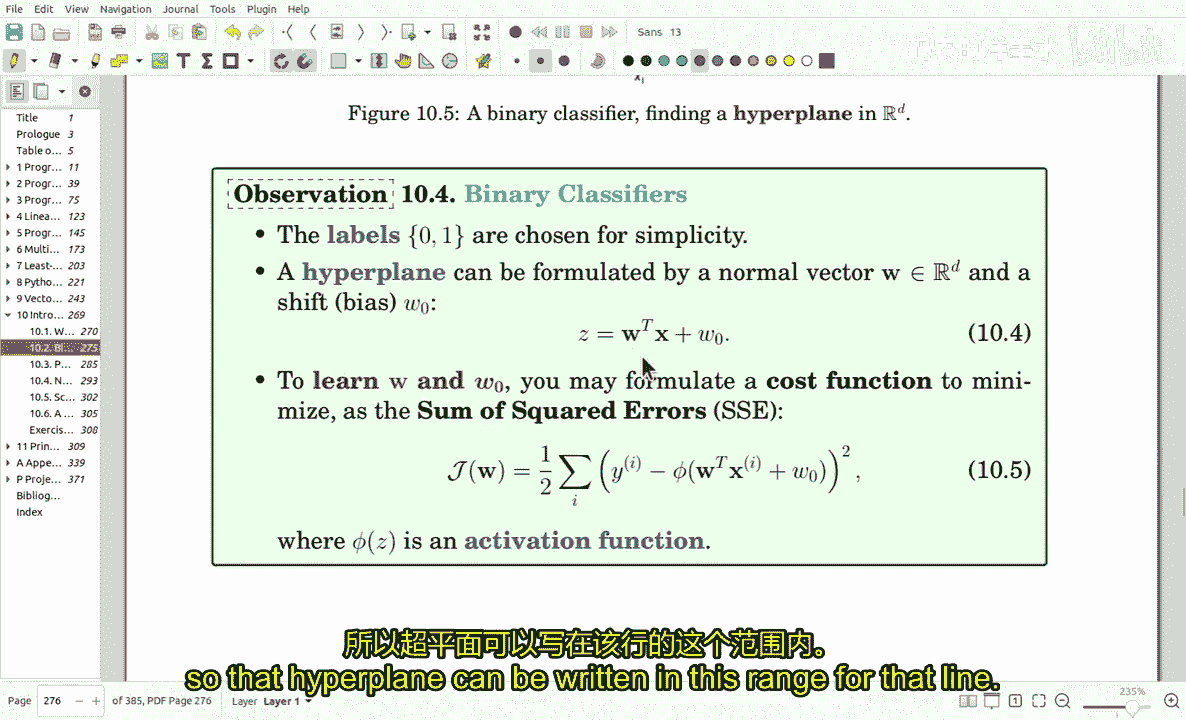 File Edit View Navigation Journal Tools Plugin Help
Sans 13
Title 1
Prologue 3
Table o... 5
1 Progr... 11
2 Progr... 39
3 Progr... 75
4 Linea... 123
5 Progr... 145
6 Multi... 173
7 Least-... 203
8 Pytho... 221
9 Vecto... 243
10 Intro... 269
10.1. W... 270
10.2. Bi... 275
10.3. P... 285
10.4. N... 293
10.5. Sc... 302
10.6. A ... 305
Exercis... 308
11 Prin... 309
A Appe... 339
P Proje... 371
Bibliog...
Index
x₁
Figure 10.5: A binary classifier, finding a hyperplane in ℝᵈ.
Observation 10.4. Binary Classifiers
• The labels {0, 1} are chosen for simplicity.
• A hyperplane can be formulated by a normal vector w ∈ ℝᵈ and a
shift (bias) w₀:
z = wᵀx + w₀. (10.4)
• To learn w and w₀, you may formulate a cost function to mini-
mize, as the Sum of Squared Errors (SSE):
𝒥(w) = 1/2 ∑ᵢ (y⁽ⁱ⁾ − ϕ(wᵀx⁽ⁱ⁾ + w₀))², (10.5)
where ϕ(z) is an activation function.
所以超平面可以写在该行的这个范围内。
so that hyperplane can be written in this range for that line.
Page 276 − + of 385, PDF Page 276 Layer Layer 1
235%